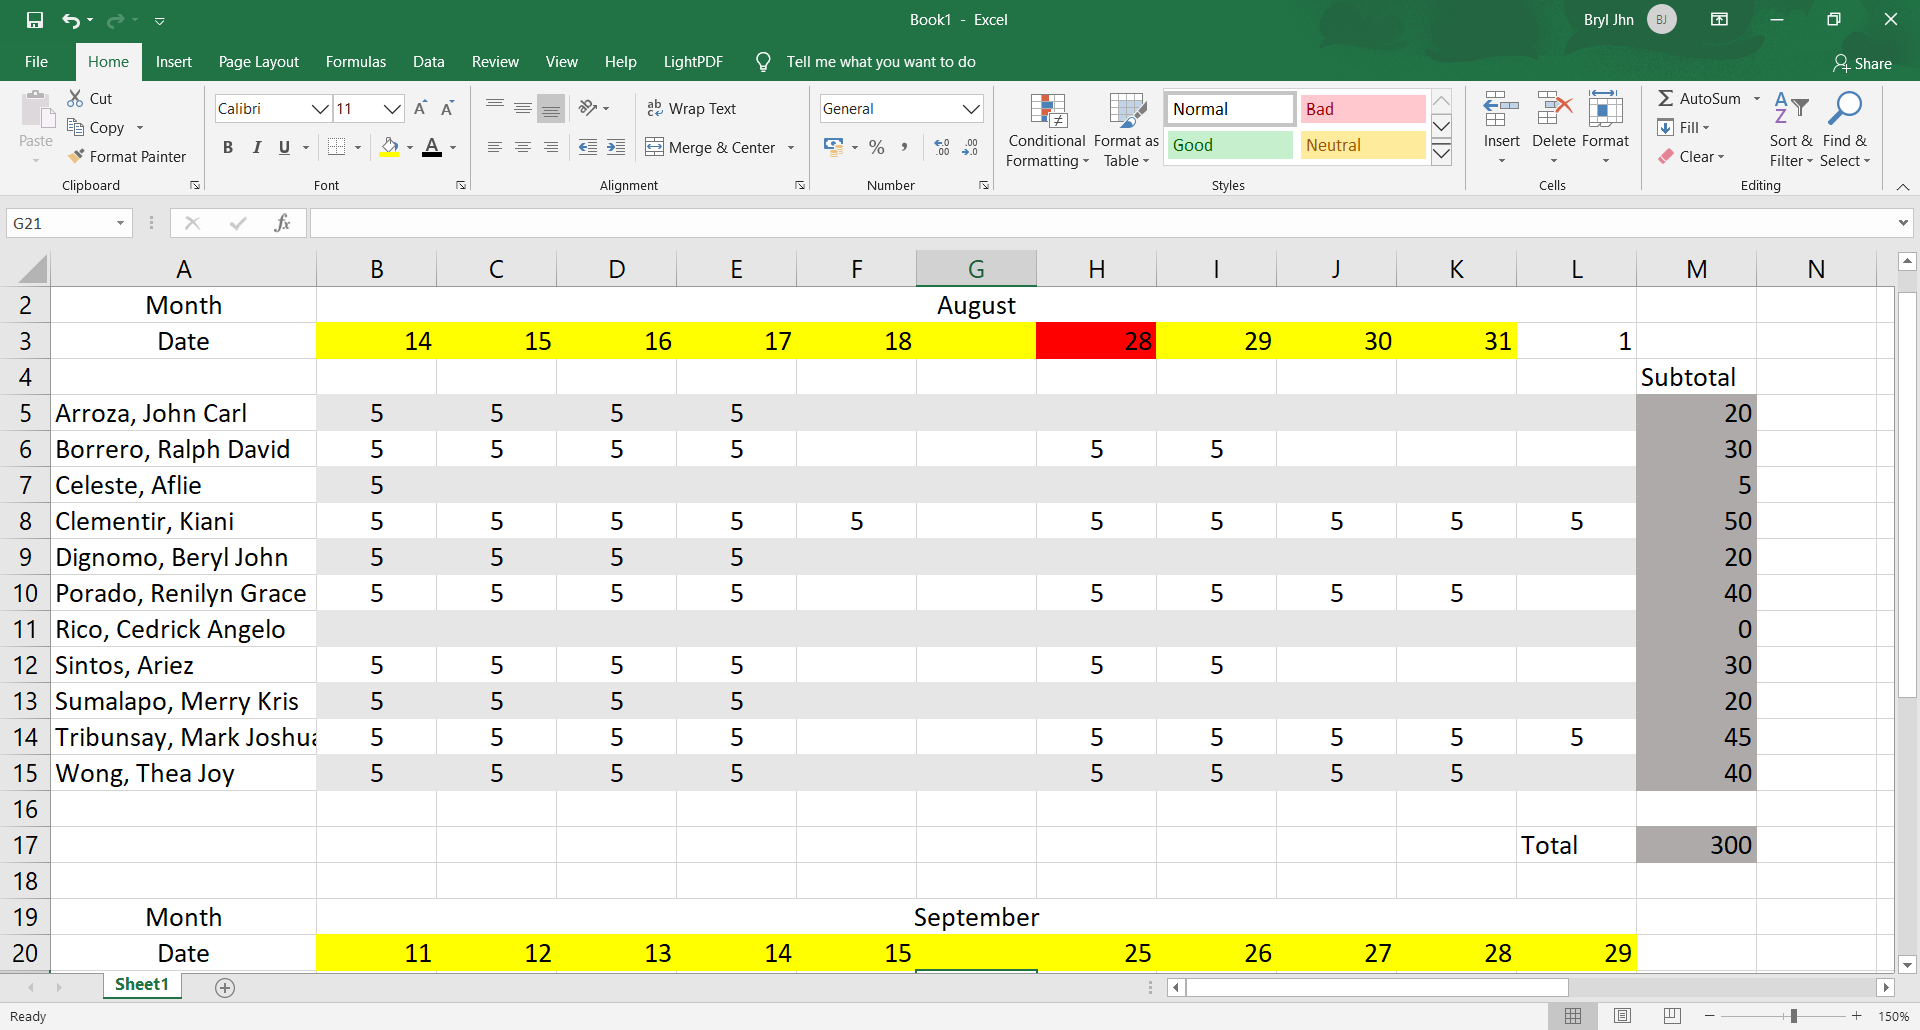 Book1 - Excel
Bryl Jhn BJ
File Home Insert Page Layout Formulas Data Review View Help LightPDF Tell me what you want to do Share
Paste Cut Copy Format Painter Clipboard
Calibri 11 A A B I U A Font
ab Wrap Text Merge & Center Alignment
General % , Number
Conditional Formatting Format as Table Normal Bad Good Neutral Styles
Insert Delete Format Cells
AutoSum Fill Clear Sort & Filter Find & Select Editing
G21 fx
A B C D E F G H I J K L M N
2 Month August
3 Date 14 15 16 17 18 28 29 30 31 1
4 Subtotal
5 Arroza, John Carl 5 5 5 5 20
6 Borrero, Ralph David 5 5 5 5 5 5 30
7 Celeste, Aflie 5 5
8 Clementir, Kiani 5 5 5 5 5 5 5 5 5 5 50
9 Dignomo, Beryl John 5 5 5 5 20
10 Porado, Renilyn Grace 5 5 5 5 5 5 5 5 40
11 Rico, Cedrick Angelo 0
12 Sintos, Ariez 5 5 5 5 5 5 30
13 Sumalapo, Merry Kris 5 5 5 5 20
14 Tribunsay, Mark Joshua 5 5 5 5 5 5 5 5 5 45
15 Wong, Thea Joy 5 5 5 5 5 5 5 5 40
16
17 Total 300
18
19 Month September
20 Date 11 12 13 14 15 25 26 27 28 29
Sheet1
Ready 150%